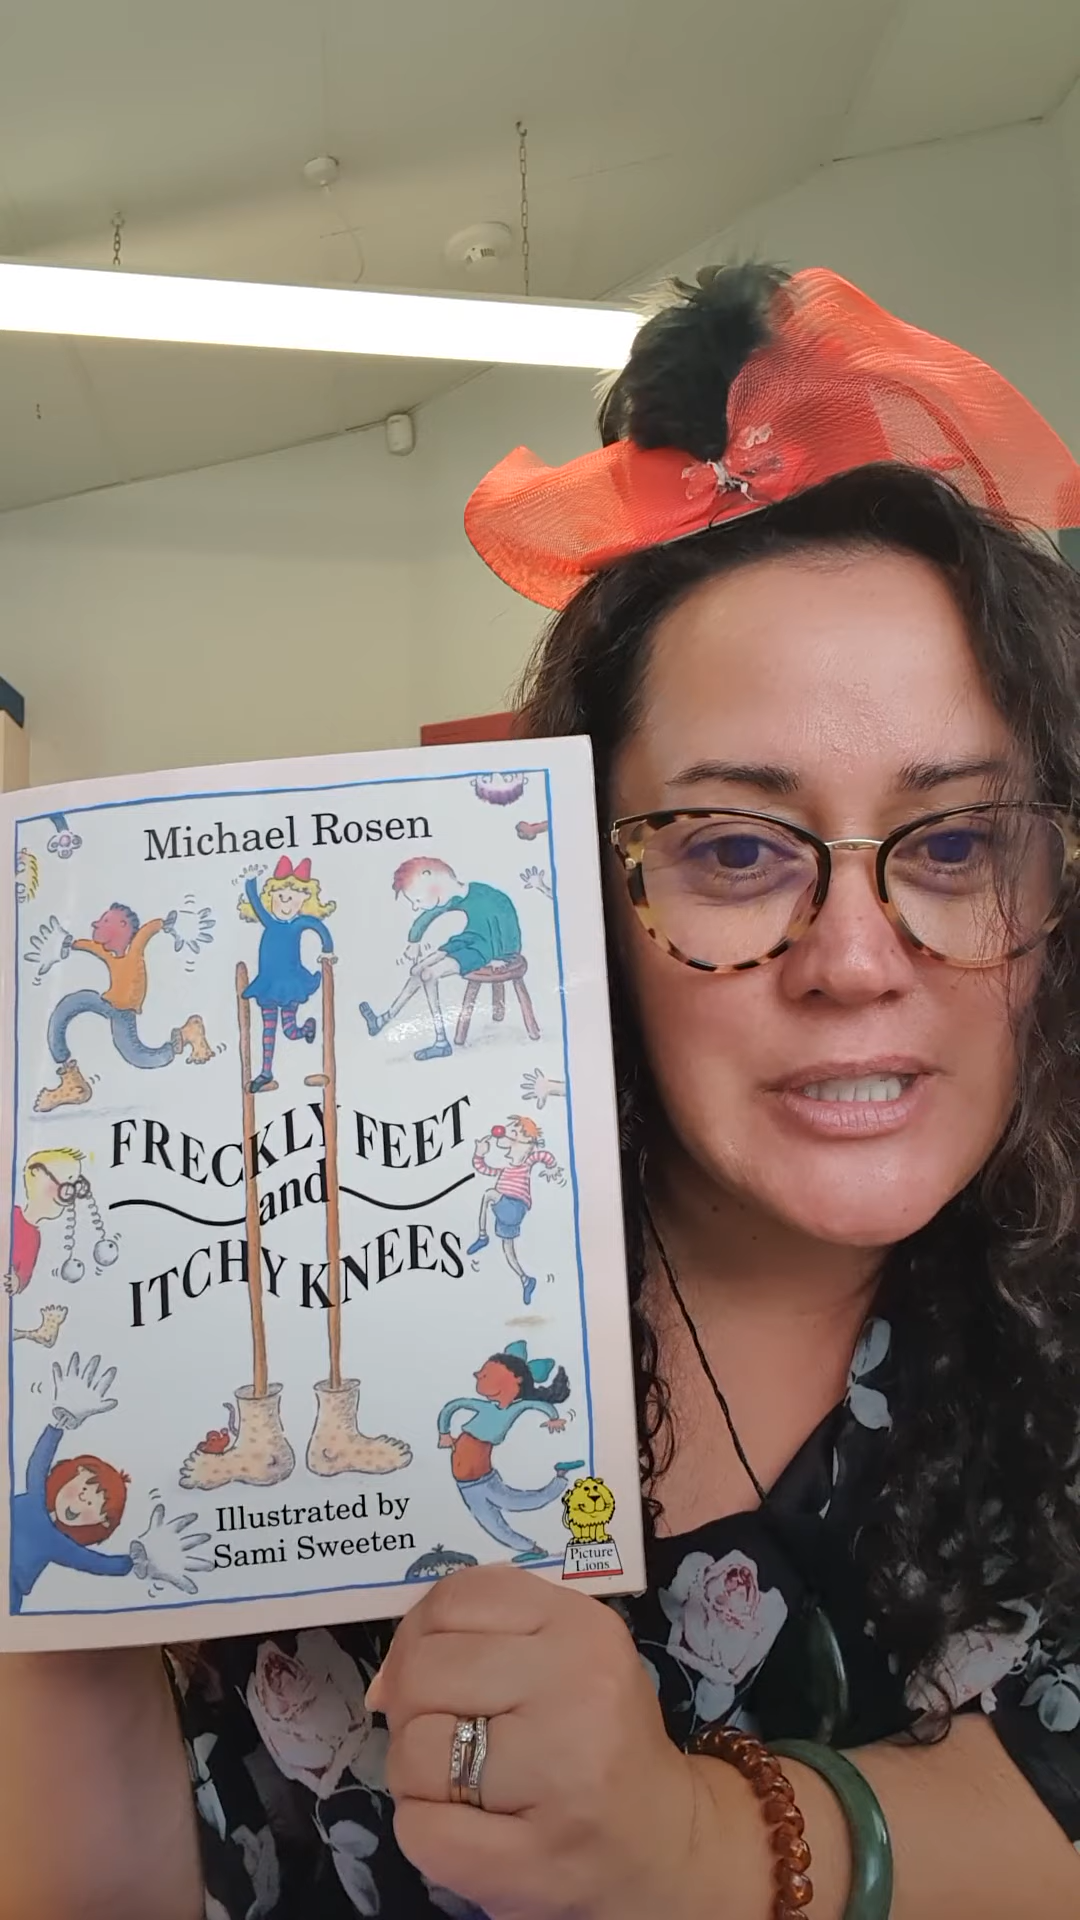 Michael Rosen
FRECKLY FEET
and
ITCHY KNEES
Illustrated by
Sami Sweeten
Picture
Lions